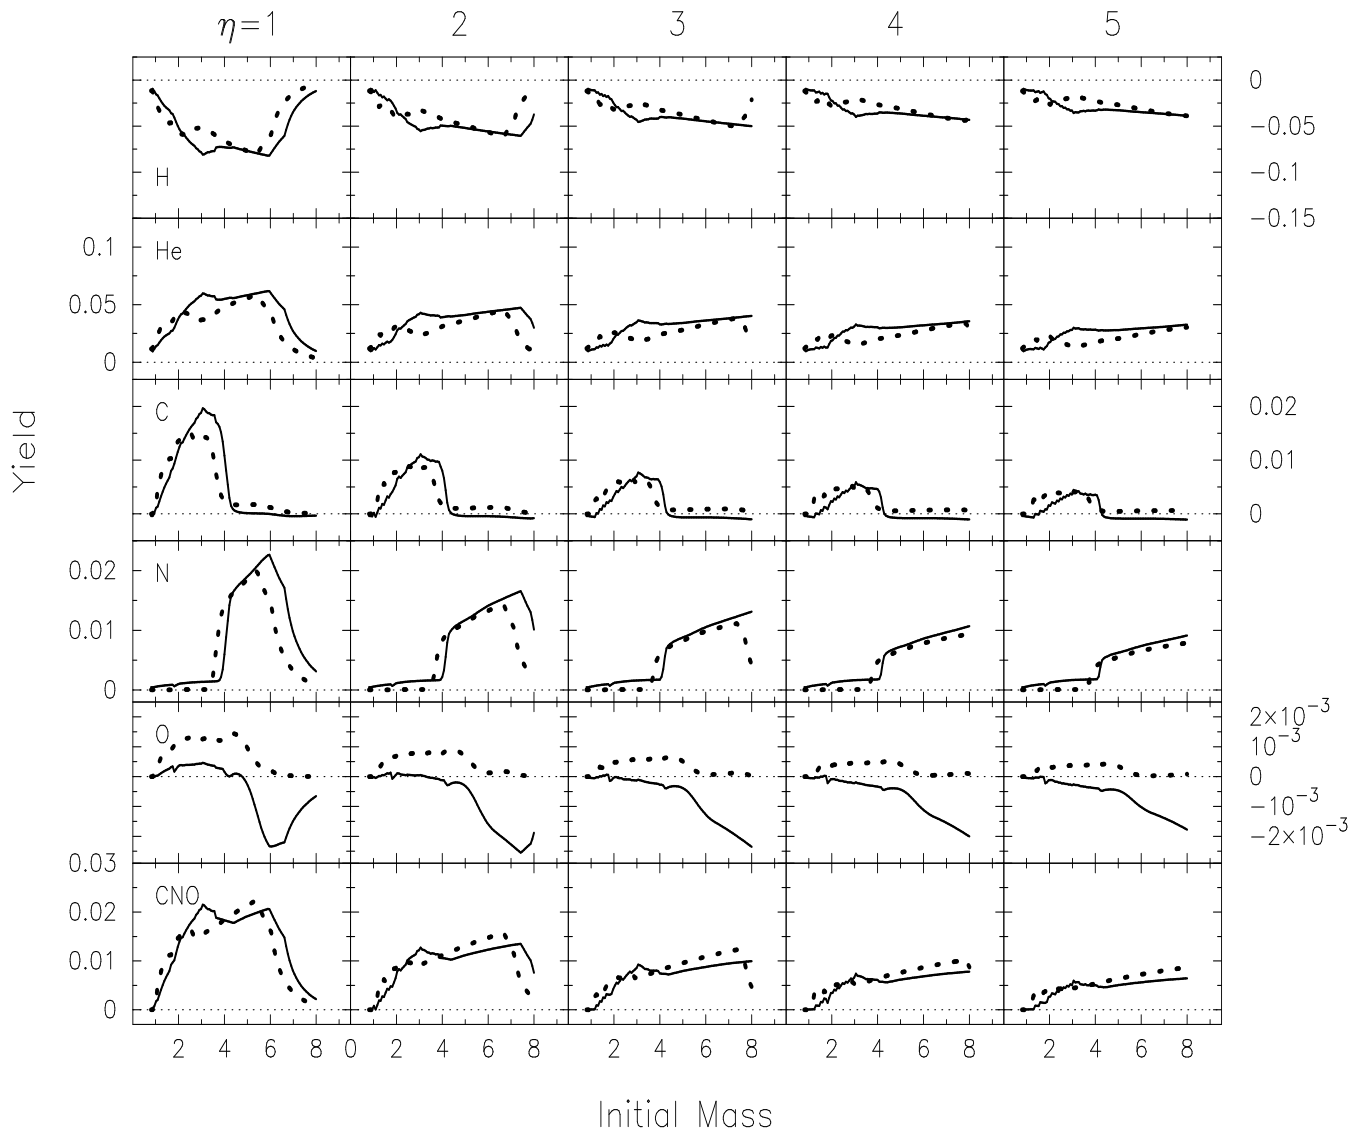 η=1 2 3 4 5
0
−0.05
−0.1
−0.15
H
0.1
0.05
0
He
0.02
0.01
0
C
0.02
0.01
0
N
2×10⁻³
10⁻³
0
−10⁻³
−2×10⁻³
O
0.03
0.02
0.01
0
CNO
2 4 6 8 0 2 4 6 8 2 4 6 8 2 4 6 8 2 4 6 8
Yield
Initial Mass